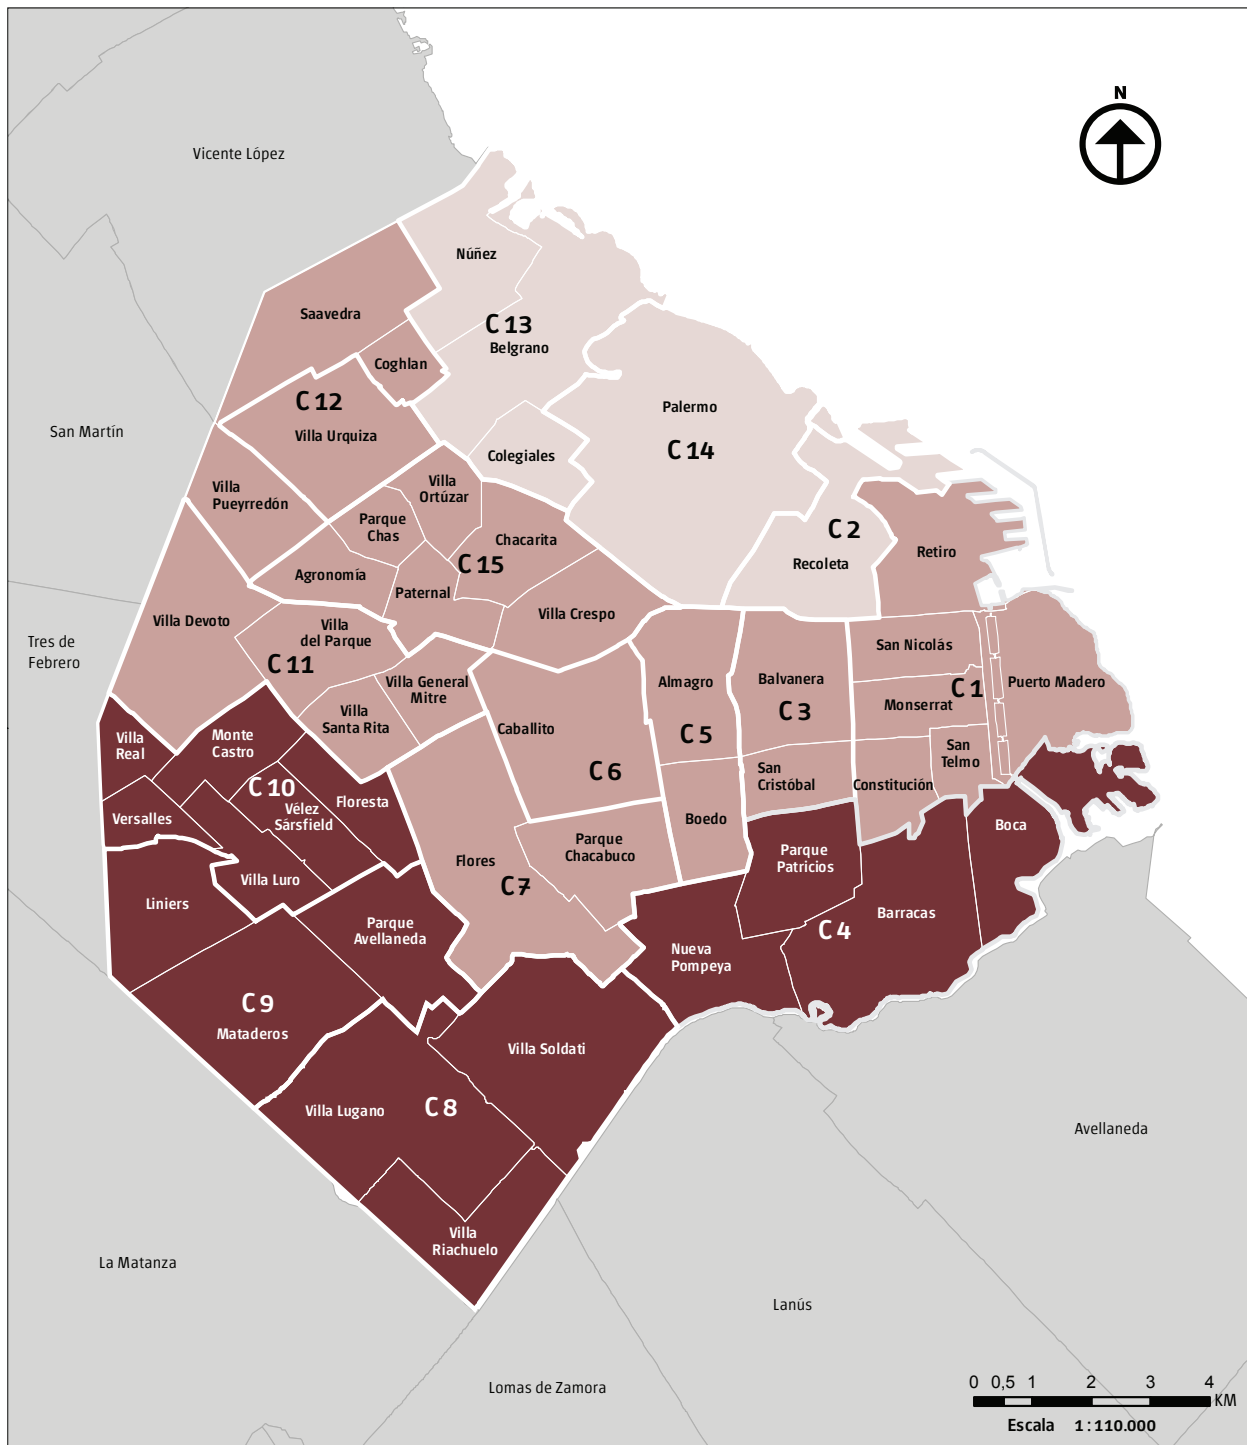 N
Vicente López
Núñez
Saavedra
C 13
Belgrano
Coghlan
C 12
Palermo
San Martín
Villa Urquiza
C 14
Colegiales
Villa
Ortúzar
Villa
Pueyrredón
Parque
Chas
C 2
Chacarita
Retiro
C 15
Recoleta
Agronomía
Paternal
Villa Crespo
Villa Devoto
Villa
del Parque
Tres de
Febrero
San Nicolás
C 11
Villa General
Mitre
Almagro
Balvanera
C 1
Puerto Madero
Monserrat
C 3
Villa
Santa Rita
Caballito
C 5
Villa
Real
Monte
Castro
San
Telmo
C 6
San
Cristóbal
Constitución
C 10
Floresta
Vélez
Sársfield
Versalles
Boedo
Boca
Parque
Chacabuco
Parque
Patricios
Flores
Villa Luro
C 7
Liniers
Barracas
Parque
Avellaneda
C 4
Nueva
Pompeya
C 9
Mataderos
Villa Soldati
Villa Lugano
C 8
Avellaneda
Villa
Riachuelo
La Matanza
Lanús
Lomas de Zamora
0 0,5 1 2 3 4
KM
Escala 1:110.000